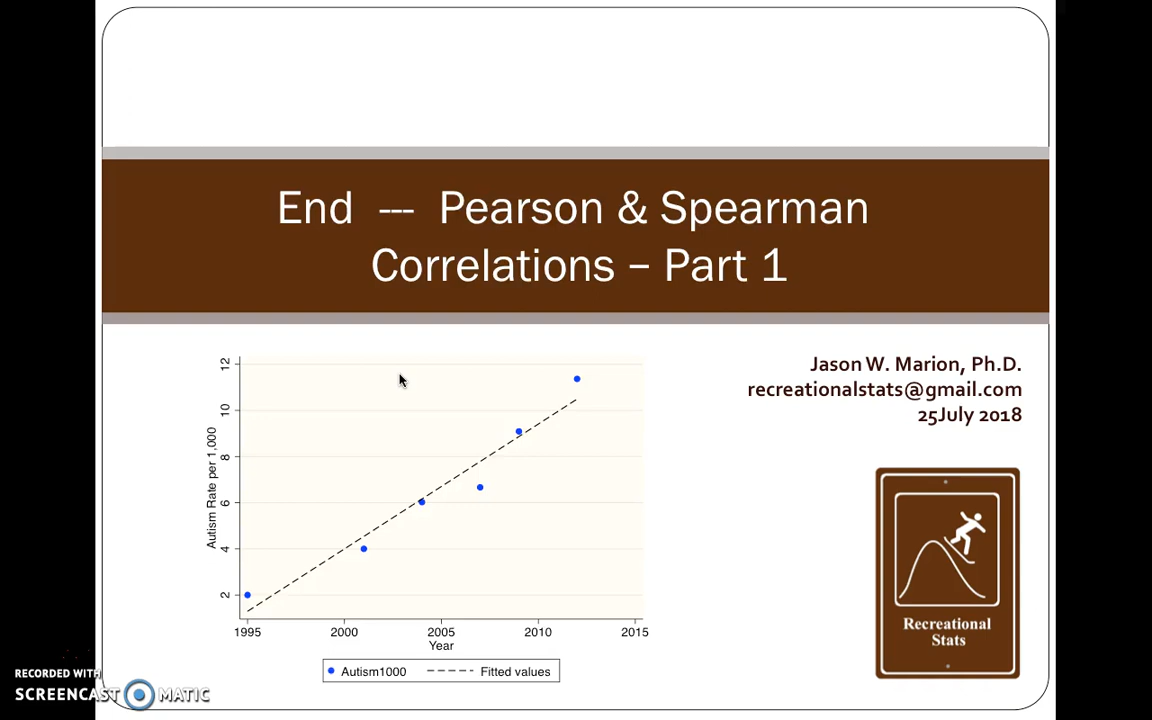 End --- Pearson & Spearman
Correlations – Part 1
Jason W. Marion, Ph.D.
recreationalstats@gmail.com
25July 2018
12
10
8
6
4
2
Autism Rate per 1,000
1995 2000 2005 2010 2015
Year
Autism1000 Fitted values
Recreational
Stats
RECORDED WITH
SCREENCAST MATIC